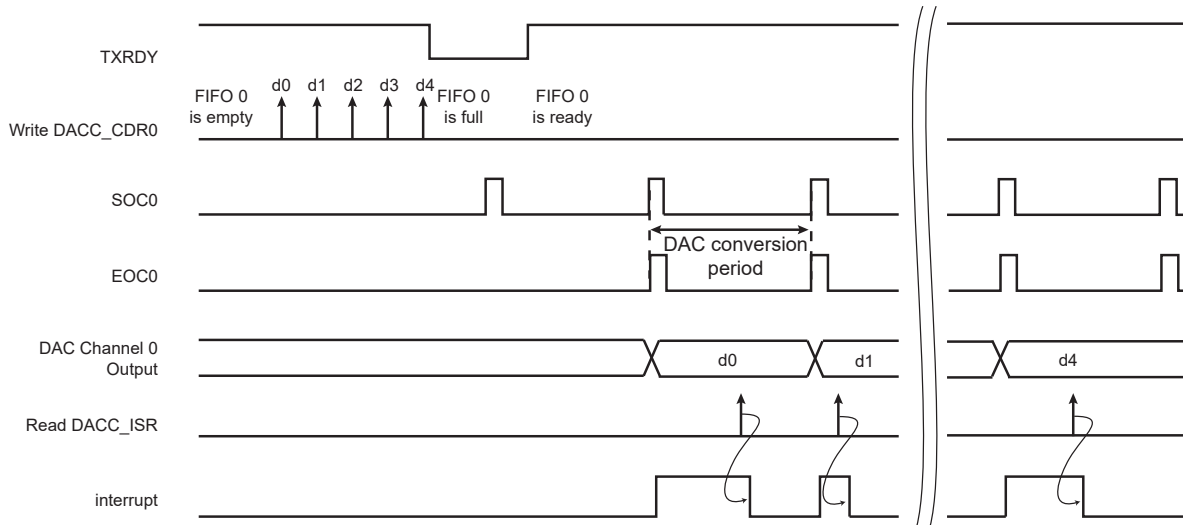 TXRDY
d0 d1 d2 d3 d4
FIFO 0
is empty
FIFO 0
is full
FIFO 0
is ready
Write DACC_CDR0
SOC0
DAC conversion
period
EOC0
DAC Channel 0
Output
d0
d1
d4
Read DACC_ISR
interrupt